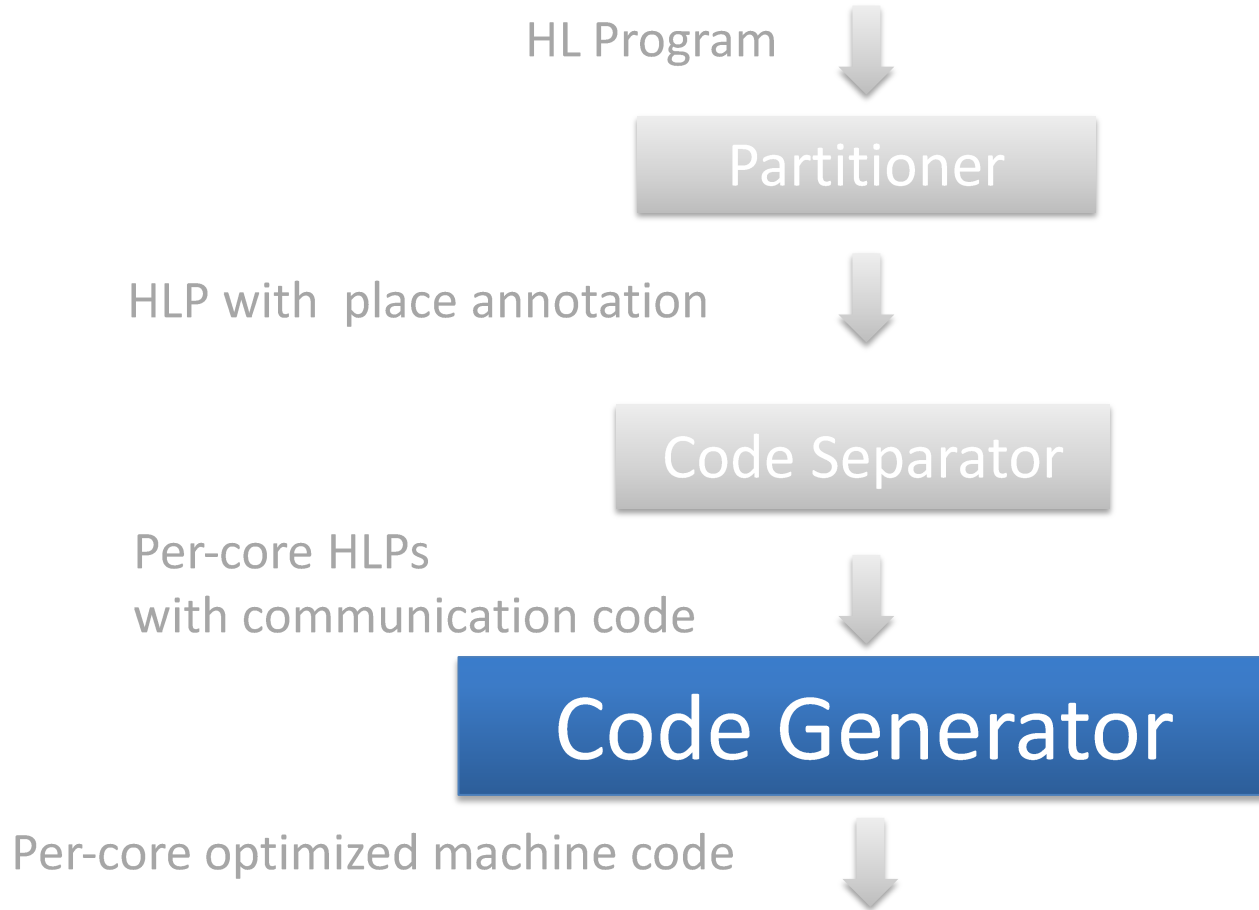 HL Program
Partitioner
HLP with place annotation
Code Separator
Per-core HLPs
with communication code
Code Generator
Per-core optimized machine code